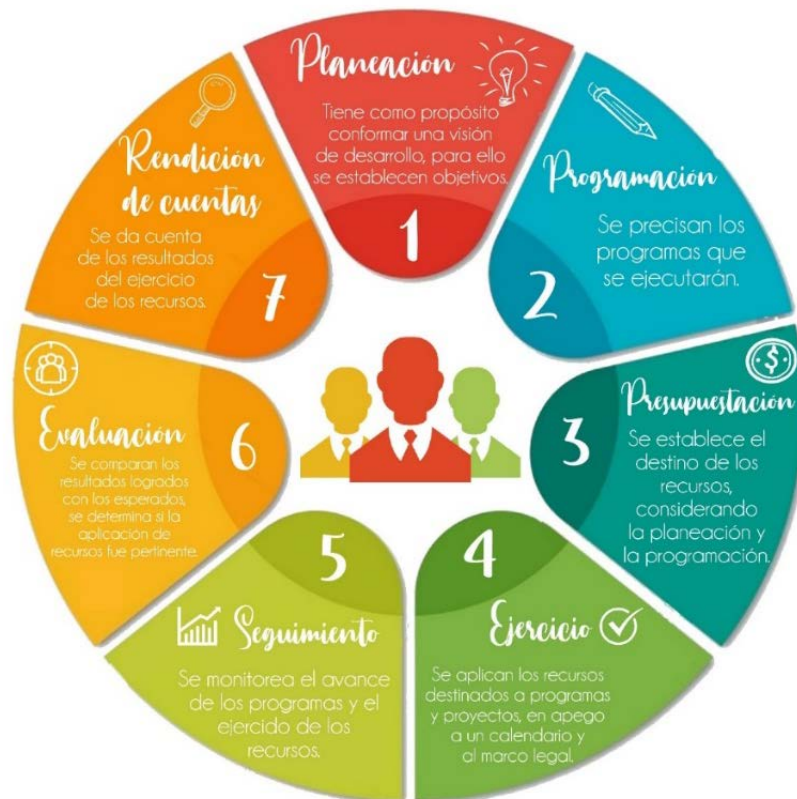 Planeación
Tiene como propósito
conformar una visión
de desarrollo, para ello
se establecen objetivos.
1
Programación
Se precisan los
programas que
se ejecutarán.
2
Presupuestación
Se establece el
destino de los
recursos,
considerando
la planeación y
la programación.
3
4
Ejercicio
Se aplican los recursos
destinados a programas
y proyectos, en apego
a un calendario y
al marco legal.
5
Seguimiento
Se monitorea el avance
de los programas y el
ejercido de los
recursos.
6
Evaluación
Se comparan los
resultados logrados
con los esperados,
se determina si la
aplicación de
recursos fue pertinente.
Rendición
de cuentas
Se da cuenta
de los resultados
del ejercicio
de los recursos.
7